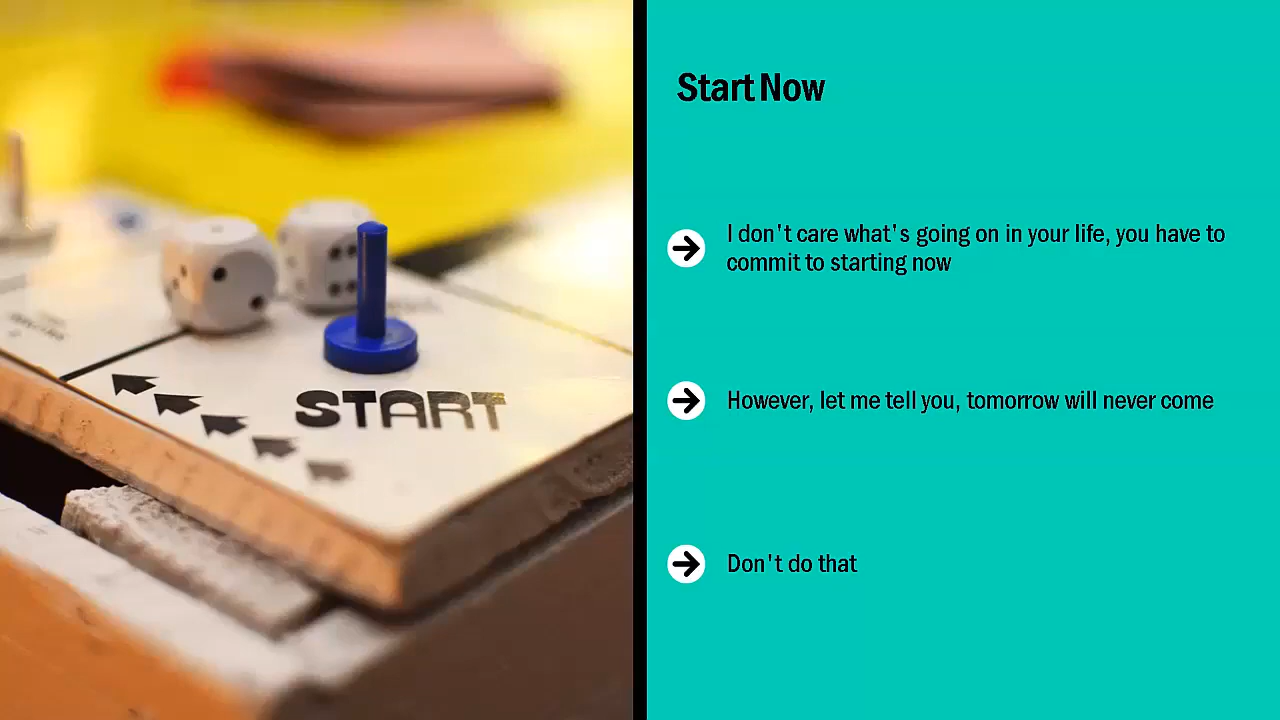 START
Start Now
I don't care what's going on in your life, you have to
commit to starting now
However, let me tell you, tomorrow will never come
Don't do that